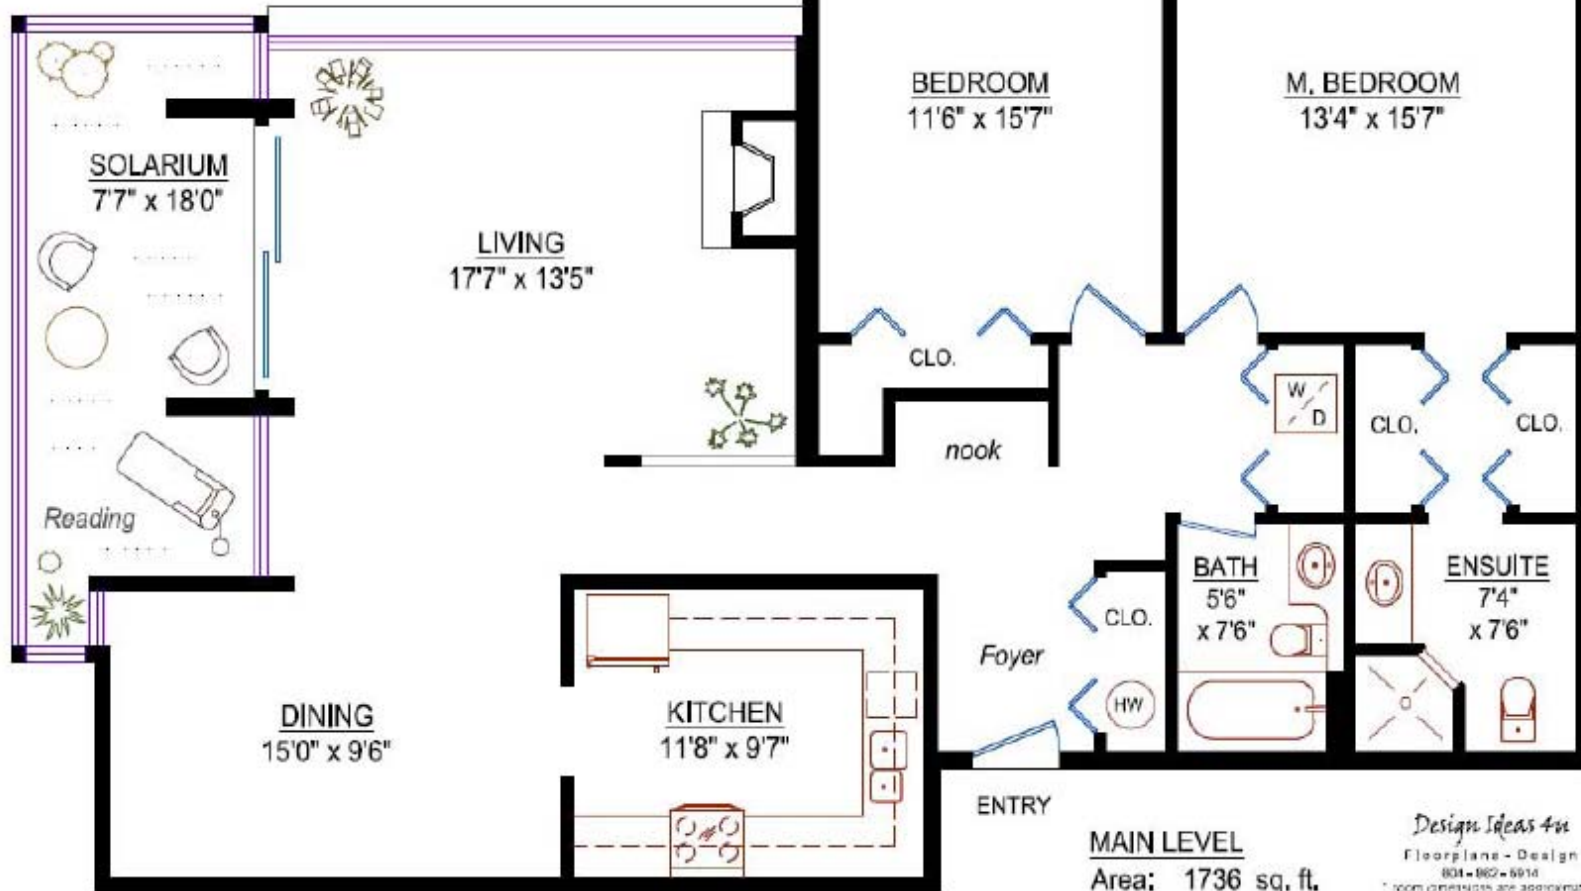 BEDROOM
11'6" x 15'7"
M. BEDROOM
13'4" x 15'7"
SOLARIUM
7'7" x 18'0"
LIVING
17'7" x 13'5"
CLO.
W
D
CLO.
CLO.
nook
Reading
BATH
5'6"
x 7'6"
ENSUITE
7'4"
x 7'6"
CLO.
Foyer
HW
DINING
15'0" x 9'6"
KITCHEN
11'8" x 9'7"
ENTRY
MAIN LEVEL
Area: 1736 sq. ft.
Design Ideas 4u
Floorplans - Design